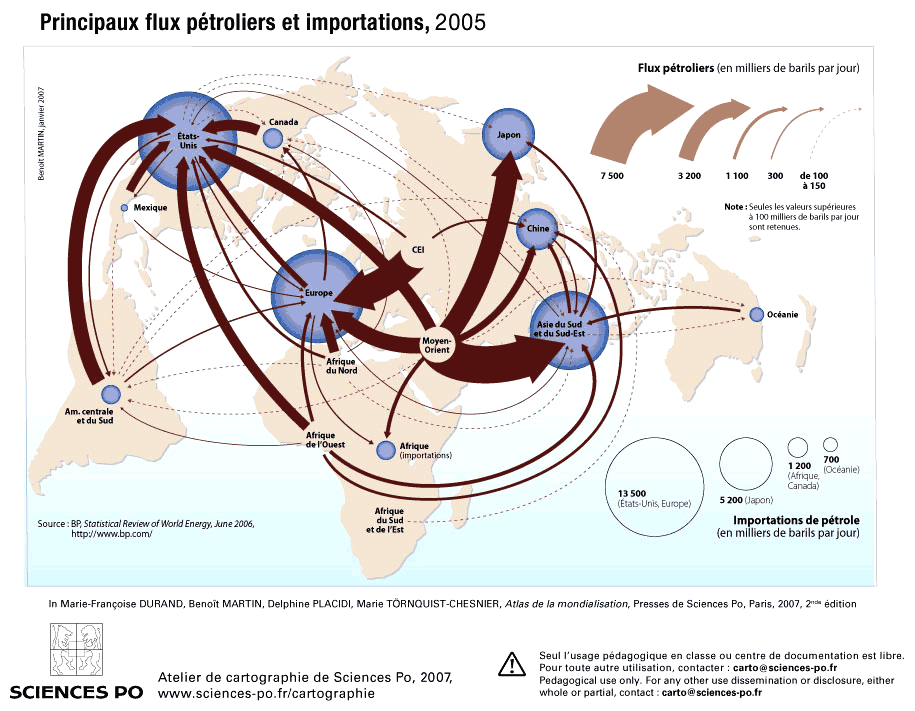 Principaux flux pétroliers et importations, 2005
Benoit MARTIN, janvier 2007
Flux pétroliers (en milliers de barils par jour)
7 500
3 200
1 100
300
de 100
à 150
Note : Seules les valeurs supérieures
à 100 milliers de barils par jour
sont retenues.
États-
Unis
Canada
Japon
Mexique
Chine
CEI
Europe
Océanie
Asie du Sud
et du Sud-Est
Moyen-
Orient
Afrique
du Nord
Am. centrale
et du Sud
Afrique
de l'Ouest
Afrique
(importations)
Afrique
du Sud
et de l'Est
13 500
(États-Unis, Europe)
5 200 (Japon)
1 200
(Afrique,
Canada)
700
(Océanie)
Importations de pétrole
(en milliers de barils par jour)
Source : BP, Statistical Review of World Energy, June 2006,
http://www.bp.com/
In Marie-Françoise DURAND, Benoît MARTIN, Delphine PLACIDI, Marie TÖRNQUIST-CHESNIER, Atlas de la mondialisation, Presses de Sciences Po, Paris, 2007, 2nde édition
SCIENCES PO
Atelier de cartographie de Sciences Po, 2007,
www.sciences-po.fr/cartographie
Seul l'usage pédagogique en classe ou centre de documentation est libre.
Pour toute autre utilisation, contacter : carto@sciences-po.fr
Pedagogical use only. For any other use dissemination or disclosure, either
whole or partial, contact : carto@sciences-po.fr